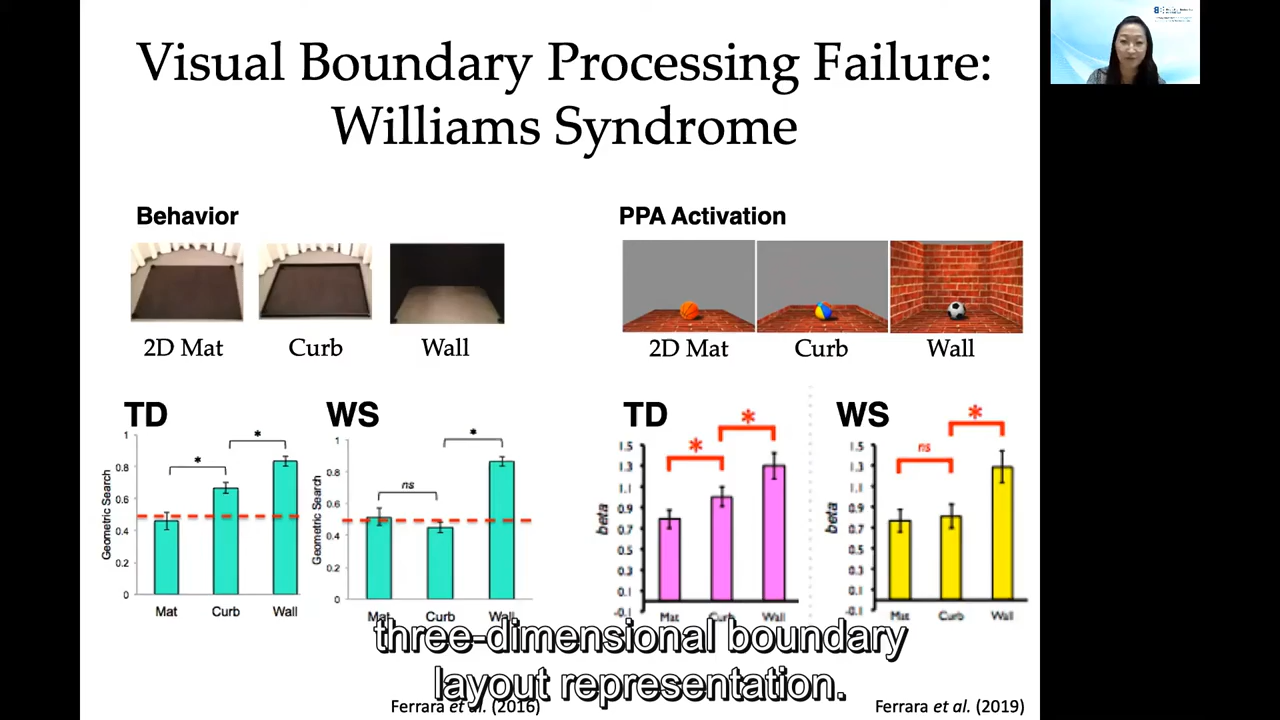 Visual Boundary Processing Failure:
Williams Syndrome
Behavior
2D Mat
Curb
Wall
PPA Activation
2D Mat
Curb
Wall
TD
Geometric Search
1
0.8
0.6
0.4
0.2
0
*
*
Mat
Curb
Wall
WS
Geometric Search
1
0.8
0.6
0.4
0.2
0
ns
*
Mat
Curb
Wall
TD
beta
1.5
1.3
1.1
0.9
0.7
0.5
0.3
0.1
-0.1
*
*
Mat
Curb
Wall
WS
beta
1.5
1.3
1.1
0.9
0.7
0.5
0.3
0.1
-0.1
ns
*
Mat
Curb
Wall
three-dimensional boundary
layout representation.
Ferrara et al. (2016)
Ferrara et al. (2019)